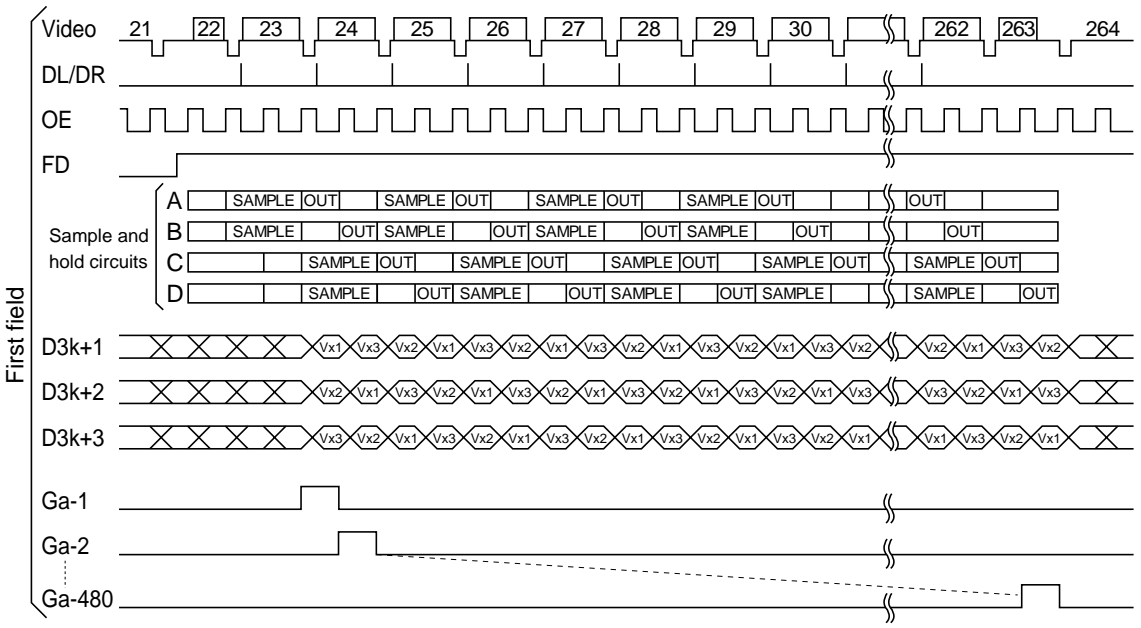 Video 21 22 23 24 25 26 27 28 29 30 262 263 264
DL/DR
OE
FD
A SAMPLE OUT SAMPLE OUT SAMPLE OUT SAMPLE OUT OUT
B SAMPLE OUT SAMPLE OUT SAMPLE OUT SAMPLE OUT OUT
Sample and
hold circuits
C SAMPLE OUT SAMPLE OUT SAMPLE OUT SAMPLE OUT SAMPLE OUT
D SAMPLE OUT SAMPLE OUT SAMPLE OUT SAMPLE SAMPLE OUT
First field
D3k+1 Vx1 Vx3 Vx2 Vx1 Vx3 Vx2 Vx1 Vx3 Vx2 Vx1 Vx3 Vx2 Vx1 Vx3 Vx2 Vx2 Vx1 Vx3 Vx2
D3k+2 Vx2 Vx1 Vx3 Vx2 Vx1 Vx3 Vx2 Vx1 Vx3 Vx2 Vx1 Vx3 Vx2 Vx1 Vx3 Vx3 Vx2 Vx1 Vx3
D3k+3 Vx3 Vx2 Vx1 Vx3 Vx2 Vx1 Vx3 Vx2 Vx1 Vx3 Vx2 Vx1 Vx3 Vx2 Vx1 Vx1 Vx3 Vx2 Vx1
Ga-1
Ga-2
Ga-480